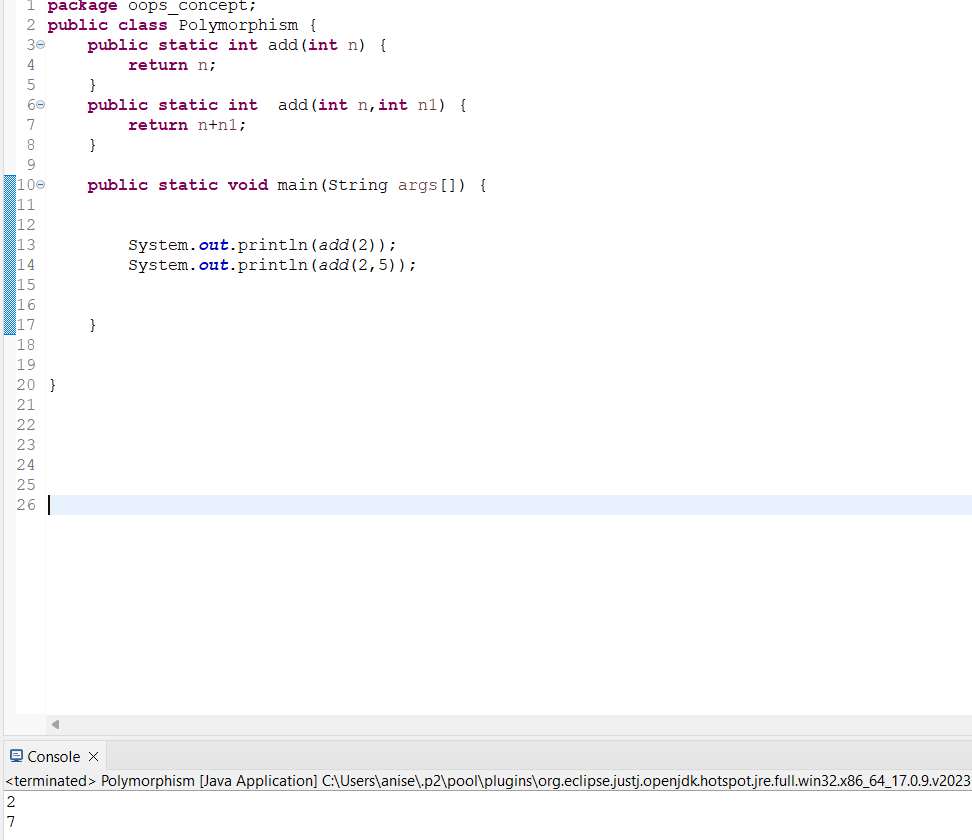 1 package oops_concept;
2 public class Polymorphism {
3 public static int add(int n) {
4 return n;
5 }
6 public static int  add(int n,int n1) {
7 return n+n1;
8 }
9
10 public static void main(String args[]) {
11
12
13 System.out.println(add(2));
14 System.out.println(add(2,5));
15
16
17 }
18
19
20 }
21
22
23
24
25
26
Console
<terminated> Polymorphism [Java Application] C:\Users\anise\.p2\pool\plugins\org.eclipse.justj.openjdk.hotspot.jre.full.win32.x86_64_17.0.9.v2023
2
7